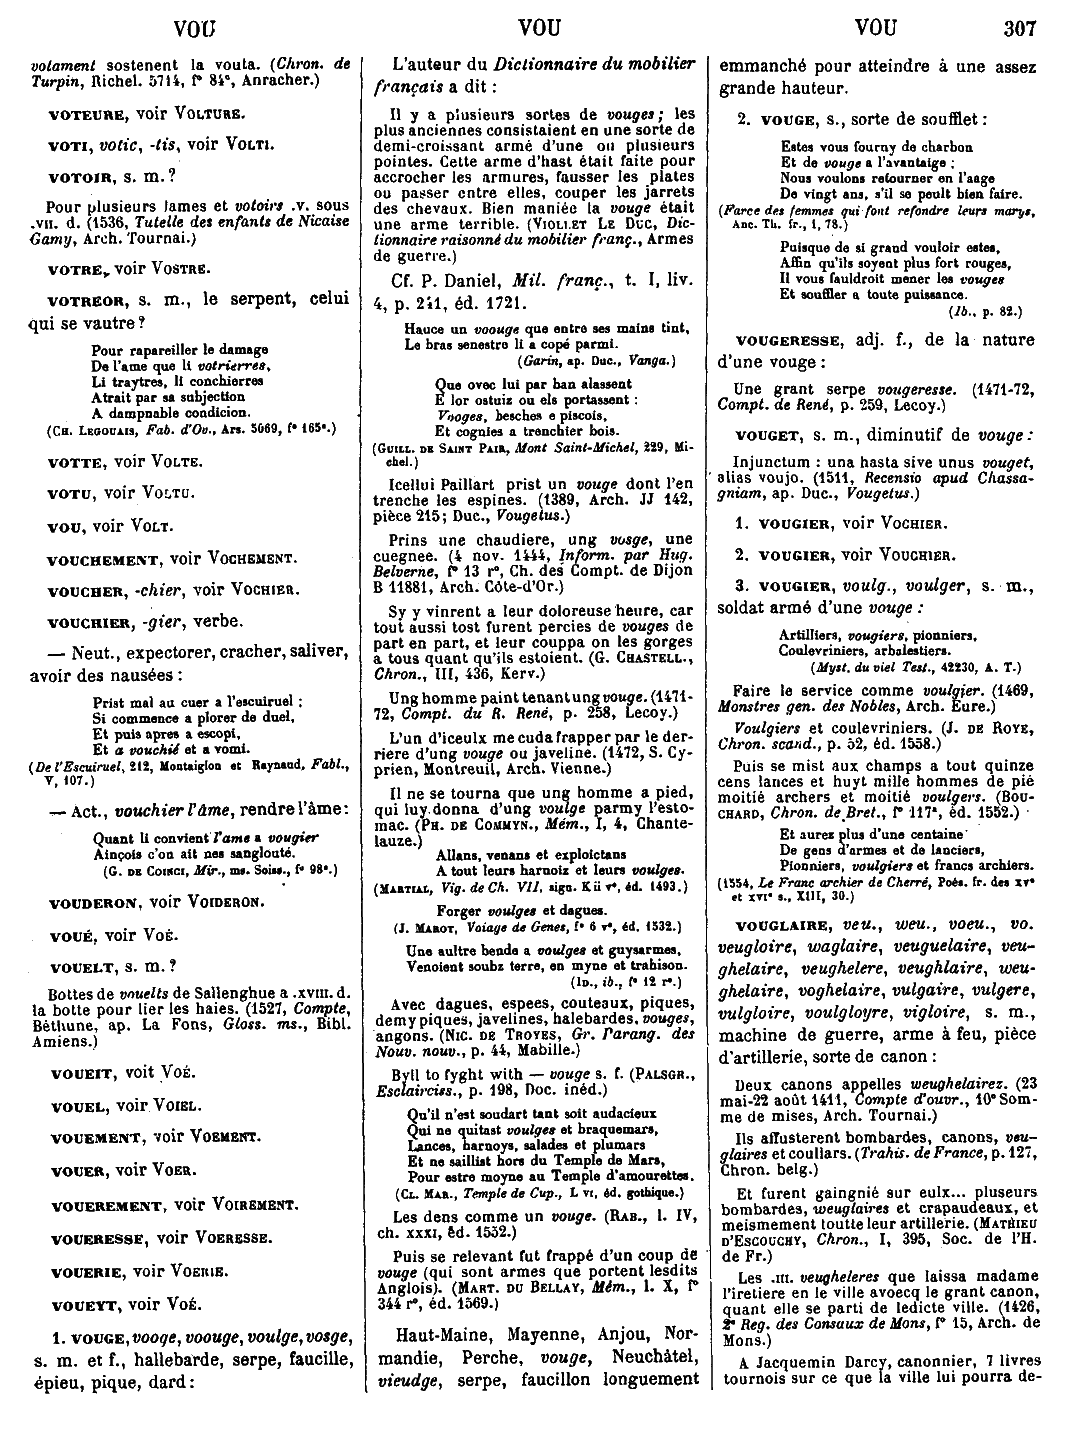 VOU
VOU
VOU
307
votament sostenent la vouta. (Chron. de
Turpin, Richel. 5714, f° 84°, Anracher.)
VOTEURE, voir VOLTURE.
VOTI, votic, -tis, voir VOLTI.
VOTOIR, s. m.?
Pour plusieurs lames et votoirs .v. sous
.VII. d. (1536, Tutelle des enfants de Nicaise
Gamy, Arch. Tournai.)
VOTRE, voir VOSTRE.
VOTREOR, s. m., le serpent, celui
qui se vautre?
Pour rapareiller le damage
De l'ame que li votrierres,
Li traytres, li conchierres
Atrait par sa subjection
A dampnable condicion.
(CH. LEGOUAIS, Fab. d'Ov., Ars. 5069, f° 165°.)
VOTTE, voir VOLTE.
VOTU, voir VOLTU.
VOU, voir VOLT.
VOUCHEMENT, voir VOCHEMENT.
VOUCHER, -chier, voir VOCHIER.
VOUCHIER, -gier, verbe.
— Neut., expectorer, cracher, saliver,
avoir des nausées :
Prist mal au cuer a l'escuiruel ;
Si commence a plorer de duel,
Et puis apres a escopi,
Et a vouchié et a vomi.
(De l'Escuiruel, 212, Montaiglon et Raynaud, Fabl.,
V, 107.)
— Act., vouchier l'âme, rendre l'âme :
Quant li convient l'ame a vougier
Ainçois c'on ait nes sanglouté.
(G. DE COINCI, Mir., ms. Soiss., f° 98°.)
VOUDERON, voir VOIDERON.
VOUÉ, voir VOÉ.
VOUELT, s. m.?
Bottes de vouelts de Sallenghue a .XVIII. d.
la botte pour lier les haies. (1527, Compte,
Béthune, ap. La Fons, Gloss. ms., Bibl.
Amiens.)
VOUEIT, voit VOÉ.
VOUEL, voir VOIEL.
VOUEMENT, voir VOEMENT.
VOUER, voir VOER.
VOUEREMENT, voir VOIREMENT.
VOUERESSE, voir VOERESSE.
VOUERIE, voir VOERIE.
VOUEYT, voir VOÉ.
1. VOUGE, vooge, voouge, voulge, vosge,
s. m. et f., hallebarde, serpe, faucille,
épieu, pique, dard :
L'auteur du Dictionnaire du mobilier
français a dit :
Il y a plusieurs sortes de vouges ; les
plus anciennes consistaient en une sorte de
demi-croissant armé d'une ou plusieurs
pointes. Cette arme d'hast était faite pour
accrocher les armures, fausser les plates
ou passer entre elles, couper les jarrets
des chevaux. Bien maniée la vouge était
une arme terrible. (VIOLLET LE DUC, Dic-
tionnaire raisonné du mobilier franç., Armes
de guerre.)
Cf. P. Daniel, Mil. franç., t. I, liv.
4, p. 241, éd. 1721.
Hauce un voouge que entre ses mains tint,
Le bras senestre li a copé parmi.
(Garin, ap. Duc., Vanga.)
Que ovec lui par ban alassent
E lor ostuiz ou els portassent :
Vooges, besches e piscois,
Et cognies a trenchier bois.
(GUILL. DE SAINT PAIR, Mont Saint-Michel, 229, Mi-
chel.)
Icellui Paillart prist un vouge dont l'en
trenche les espines. (1389, Arch. JJ 142,
pièce 215; Duc., Vougetus.)
Prins une chaudiere, ung vosge, une
cuegnee. (4 nov. 1444, Inform. par Hug.
Belverne, f° 13 r°, Ch. des Compt. de Dijon
B 11881, Arch. Côte-d'Or.)
Sy y vinrent a leur doloreuse heure, car
tout aussi tost furent percies de vouges de
part en part, et leur couppa on les gorges
a tous quant qu'ils estoient. (G. CHASTELL.,
Chron., III, 436, Kerv.)
Ung homme paint tenant ung vouge. (1471-
72, Compt. du R. René, p. 258, Lecoy.)
L'un d'iceulx me cuda frapper par le der-
riere d'ung vouge ou javeline. (1472, S. Cy-
prien, Montreuil, Arch. Vienne.)
Il ne se tourna que ung homme a pied,
qui luy donna d'ung voulge parmy l'esto-
mac. (PH. DE COMMYN., Mém., I, 4, Chante-
lauze.)
Allans, venans et exploictans
A tout leurs harnoiz et leurs voulges.
(MARTIAL, Vig. de Ch. VII, sign. K ii v°, éd. 1493.)
Forger voulges et dagues.
(J. MAROT, Voiage de Genes, f° 6 v°, éd. 1532.)
Une aultre bende a voulges et guysarmes,
Venoient soubz terre, en myne et trahison.
(ID., ib., f° 12 r°.)
Avec dagues, espees, couteaux, piques,
demy piques, javelines, halebardes, vouges,
angons. (NIC. DE TROYES, Gr. Parang. des
Nouv. nouv., p. 44, Mabille.)
Byll to fyght with — vouge s. f. (PALSGR.,
Esclairciss., p. 198, Doc. inéd.)
Qu'il n'est soudart tant soit audacieux
Qui ne quitast voulges et braquemars,
Lances, harnoys, salades et plumars
Et ne saillist hors du Temple de Mars,
Pour estre moyne au Temple d'amourettes.
(CL. MAR., Temple de Cup., L VI, éd. gothique.)
Les dens comme un vouge. (RAB., l. IV,
ch. XXXI, éd. 1552.)
Puis se relevant fut frappé d'un coup de
vouge (qui sont armes que portent lesdits
Anglois). (MART. DU BELLAY, Mém., l. X, f°
344 r°, éd. 1569.)
Haut-Maine, Mayenne, Anjou, Nor-
mandie, Perche, vouge, Neuchâtel,
vieudge, serpe, faucillon longuement
emmanché pour atteindre à une assez
grande hauteur.
2. VOUGE, s., sorte de soufflet :
Estes vous fourny de charbon
Et de vouge a l'avantaige ;
Nous voulons retourner en l'aage
De vingt ans, s'il se peult bien faire.
(Farce des femmes qui font refondre leurs marys,
Anc. Th. fr., I, 78.)
Puisque de si grand vouloir estes,
Affin qu'ils soyent plus fort rouges,
Il vous fauldroit mener les vouges
Et souffler a toute puissance.
(Ib., p. 82.)
VOUGERESSE, adj. f., de la nature
d'une vouge :
Une grant serpe vougeresse. (1471-72,
Compt. de René, p. 259, Lecoy.)
VOUGET, s. m., diminutif de vouge :
Injunctum : una hasta sive unus vouget,
alias voujo. (1511, Recensio apud Chassa-
gniam, ap. Duc., Vougetus.)
1. VOUGIER, voir VOCHIER.
2. VOUGIER, voir VOUCHIER.
3. VOUGIER, voulg., voulger, s. m.,
soldat armé d'une vouge :
Artilliers, vougiers, pionniers,
Coulevriniers, arbalestiers.
(Myst. du viel Test., 42230, A. T.)
Faire le service comme voulgier. (1469,
Monstres gen. des Nobles, Arch. Eure.)
Voulgiers et coulevriniers. (J. DE ROYE,
Chron. scand., p. 52, éd. 1558.)
Puis se mist aux champs a tout quinze
cens lances et huyt mille hommes de pié
moitié archers et moitié voulgers. (BOU-
CHARD, Chron. de Bret., f° 117°, éd. 1552.)
Et aurez plus d'une centaine
De gens d'armes et de lanciers,
Pionniers, voulgiers et francs archiers.
(1554, Le Franc archier de Cherré, Poés. fr. des XV°
et XVI° s., XIII, 30.)
VOUGLAIRE, veu., weu., voeu., vo.
veugloire, waglaire, veuguelaire, veu-
ghelaire, veughelere, veughlaire, weu-
ghelaire, voghelaire, vulgaire, vulgere,
vulgloire, voulgloyre, vigloire, s. m.,
machine de guerre, arme à feu, pièce
d'artillerie, sorte de canon :
Deux canons appelles weughelairez. (23
mai-22 août 1411, Compte d'ouvr., 10° Som-
me de mises, Arch. Tournai.)
Ils affusterent bombardes, canons, veu-
glaires et coullars. (Trahis. de France, p. 127,
Chron. belg.)
Et furent gaingnié sur eulx... pluseurs
bombardes, weuglaires et crapaudeaux, et
meismement toutte leur artillerie. (MATHIEU
D'ESCOUCHY, Chron., I, 395, Soc. de l'H.
de Fr.)
Les .III. veugheleres que laissa madame
l'iretiere en le ville avoecq le grant canon,
quant elle se parti de ledicte ville. (1426,
2° Reg. des Consaux de Mons, f° 15, Arch. de
Mons.)
A Jacquemin Darcy, canonnier, 7 livres
tournois sur ce que la ville lui pourra de-